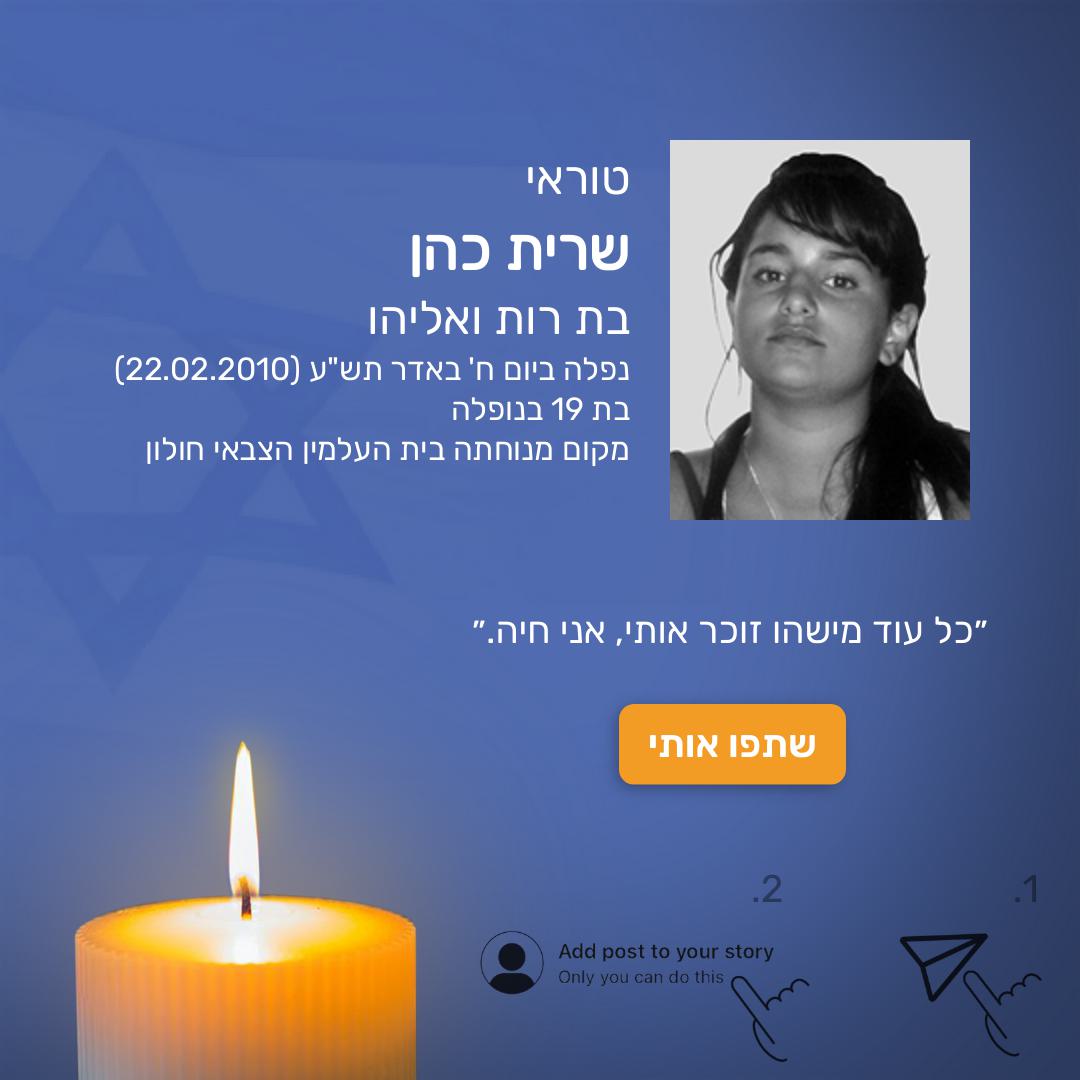 טוראי
שרית כהן
בת רות ואליהו
נפלה ביום ח' באדר תש"ע (22.02.2010)
בת 19 בנופלה
מקום מנוחתה בית העלמין הצבאי חולון
״כל עוד מישהו זוכר אותי, אני חיה.״
שתפו אותי
.1
.2
Add post to your story
Only you can do this